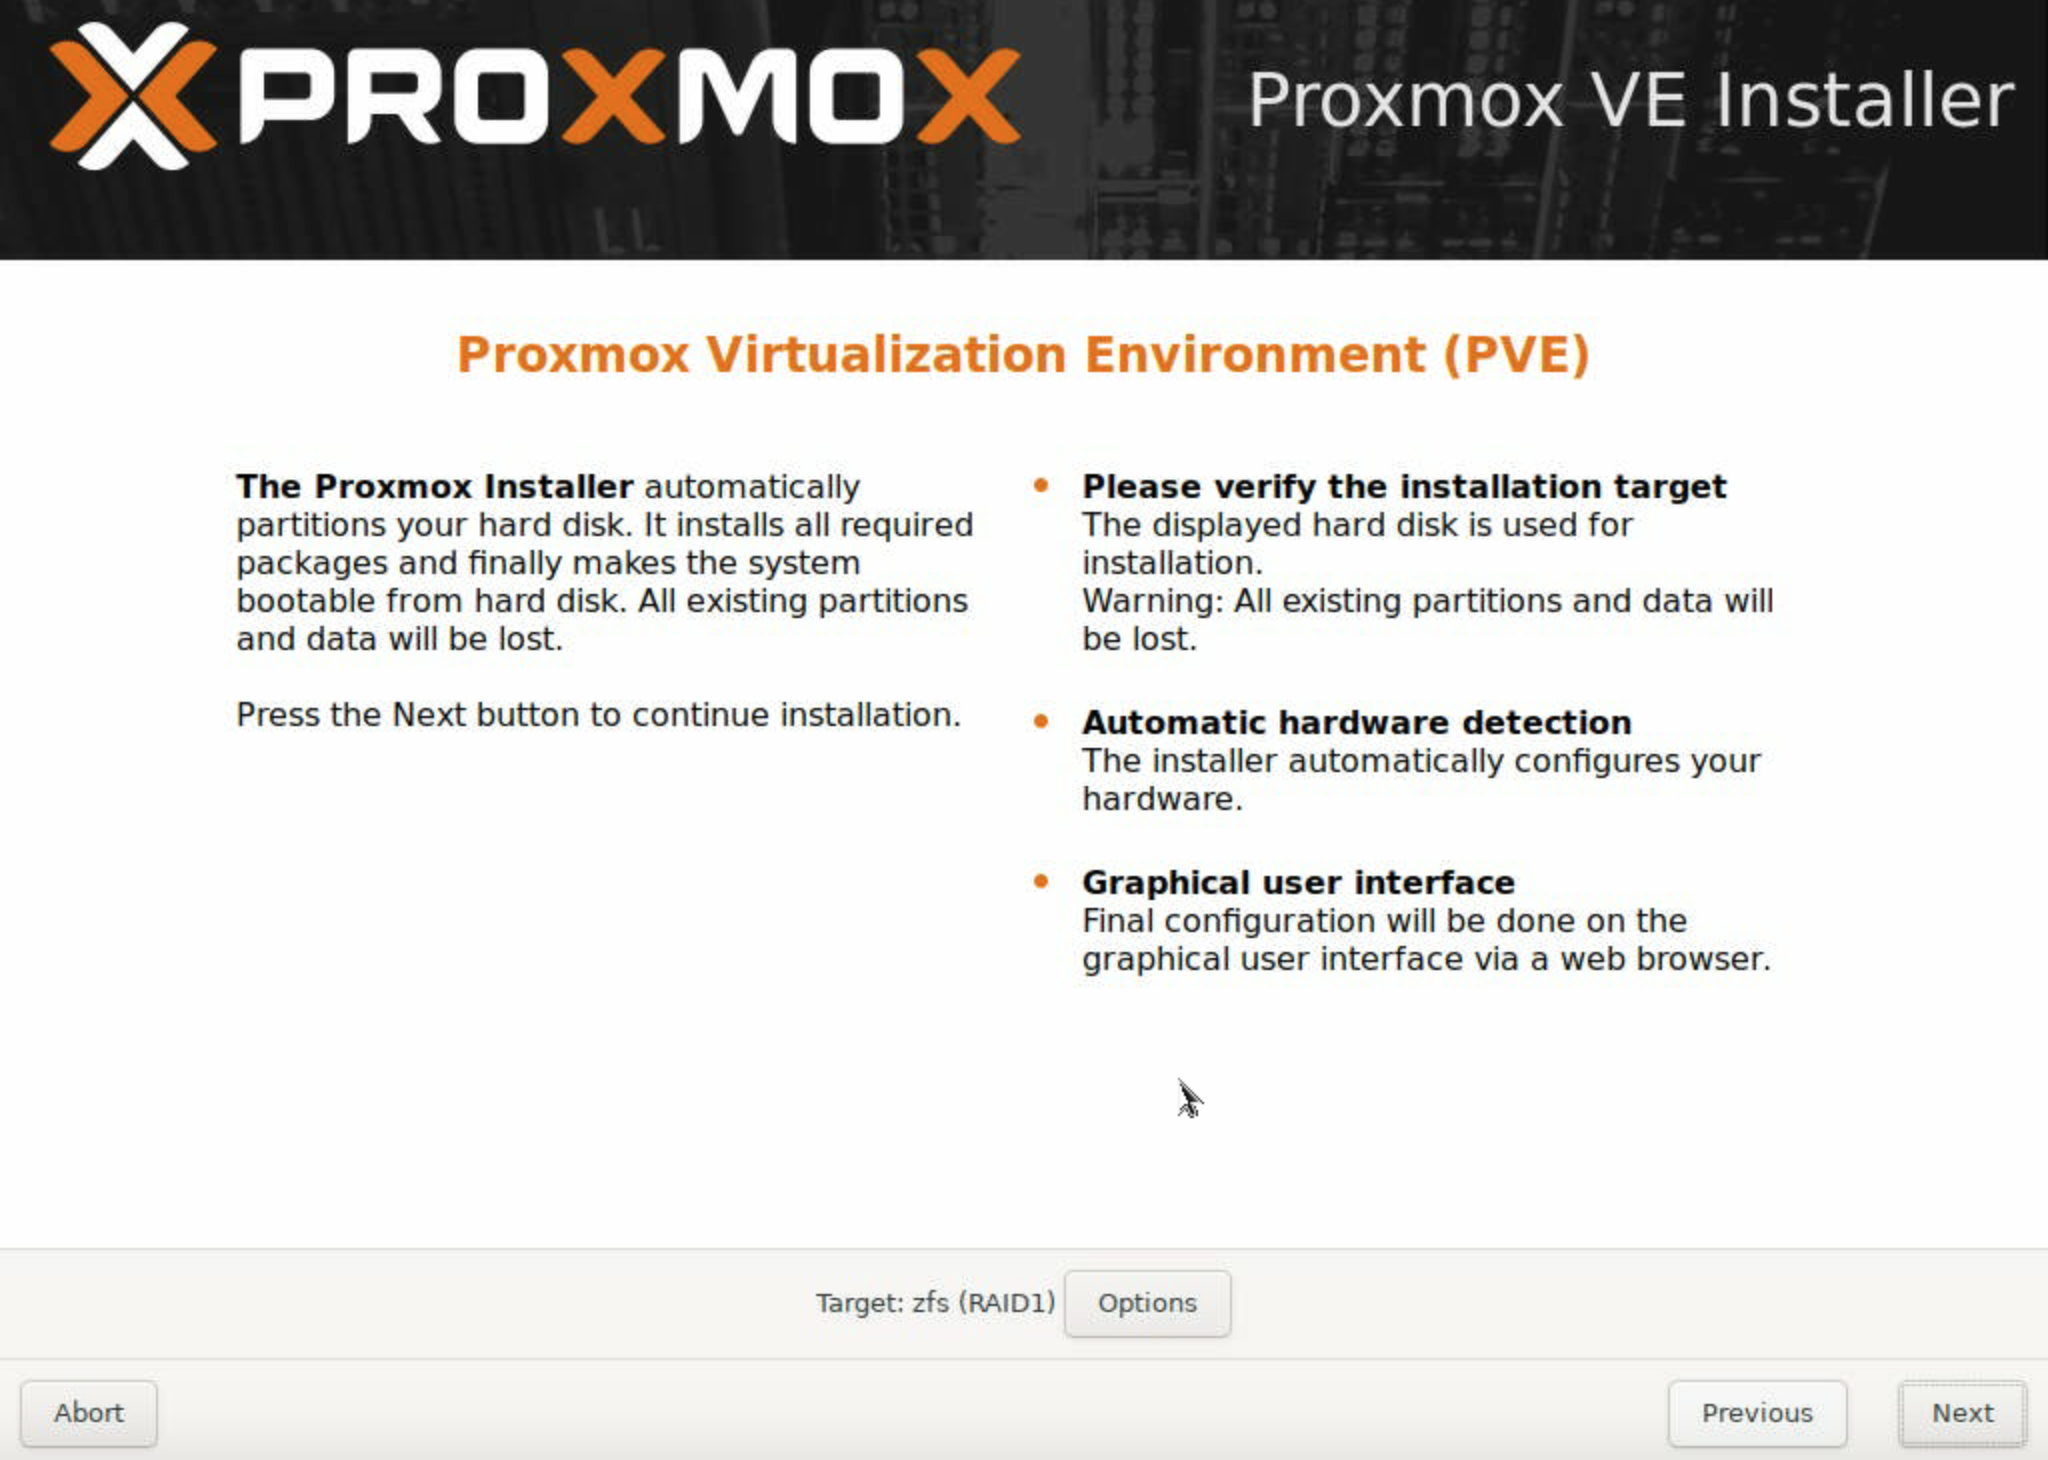 PROXMOX
Proxmox VE Installer
Proxmox Virtualization Environment (PVE)
The Proxmox Installer automatically
partitions your hard disk. It installs all required
packages and finally makes the system
bootable from hard disk. All existing partitions
and data will be lost.
Press the Next button to continue installation.
Please verify the installation target
The displayed hard disk is used for
installation.
Warning: All existing partitions and data will
be lost.
Automatic hardware detection
The installer automatically configures your
hardware.
Graphical user interface
Final configuration will be done on the
graphical user interface via a web browser.
Target: zfs (RAID1) Options
Abort Previous Next